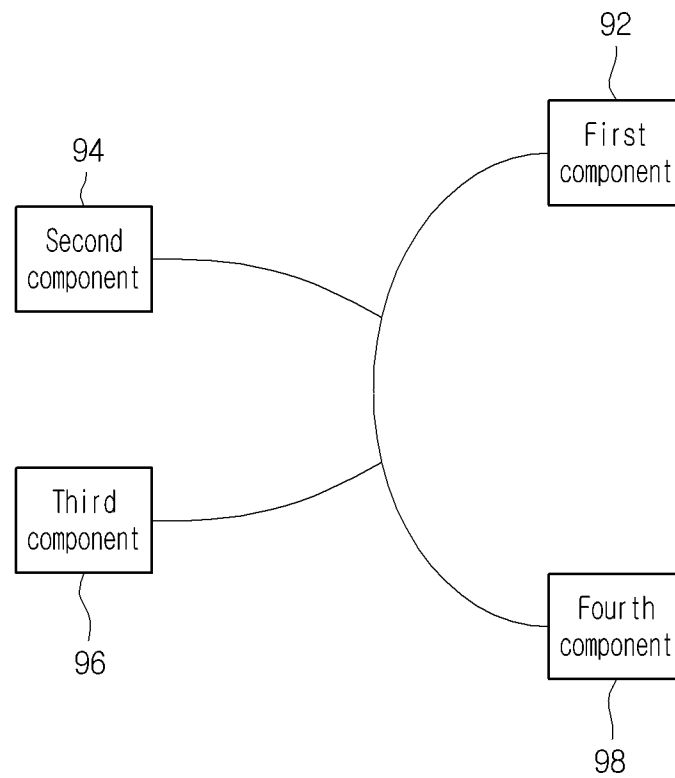 92
First
component
94
Second
component
Third
component
96
Fourth
component
98